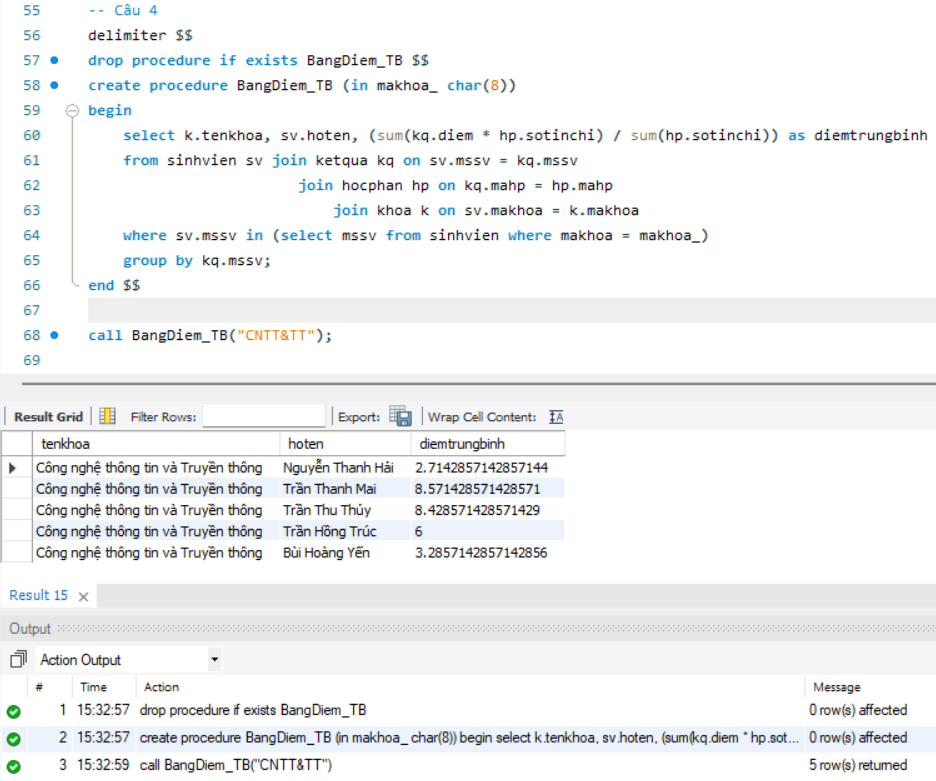 55 -- Câu 4
56 delimiter $$
57 drop procedure if exists BangDiem_TB $$
58 create procedure BangDiem_TB (in makhoa_ char(8))
59 begin
60 select k.tenkhoa, sv.hoten, (sum(kq.diem * hp.sotinchi) / sum(hp.sotinchi)) as diemtrungbinh
61 from sinhvien sv join ketqua kq on sv.mssv = kq.mssv
62 join hocphan hp on kq.mahp = hp.mahp
63 join khoa k on sv.makhoa = k.makhoa
64 where sv.mssv in (select mssv from sinhvien where makhoa = makhoa_)
65 group by kq.mssv;
66 end $$
67
68 call BangDiem_TB("CNTT&TT");
69
Result Grid Filter Rows: Export: Wrap Cell Content:
tenkhoa hoten diemtrungbinh
Công nghệ thông tin và Truyền thông Nguyễn Thanh Hải 2.7142857142857144
Công nghệ thông tin và Truyền thông Trần Thanh Mai 8.571428571428571
Công nghệ thông tin và Truyền thông Trần Thu Thủy 8.428571428571429
Công nghệ thông tin và Truyền thông Trần Hồng Trúc 6
Công nghệ thông tin và Truyền thông Bùi Hoàng Yến 3.2857142857142856
Result 15
Output
Action Output
# Time Action Message
1 15:32:57 drop procedure if exists BangDiem_TB 0 row(s) affected
2 15:32:57 create procedure BangDiem_TB (in makhoa_ char(8)) begin select k.tenkhoa, sv.hoten, (sum(kq.diem * hp.sot... 0 row(s) affected
3 15:32:59 call BangDiem_TB("CNTT&TT") 5 row(s) returned